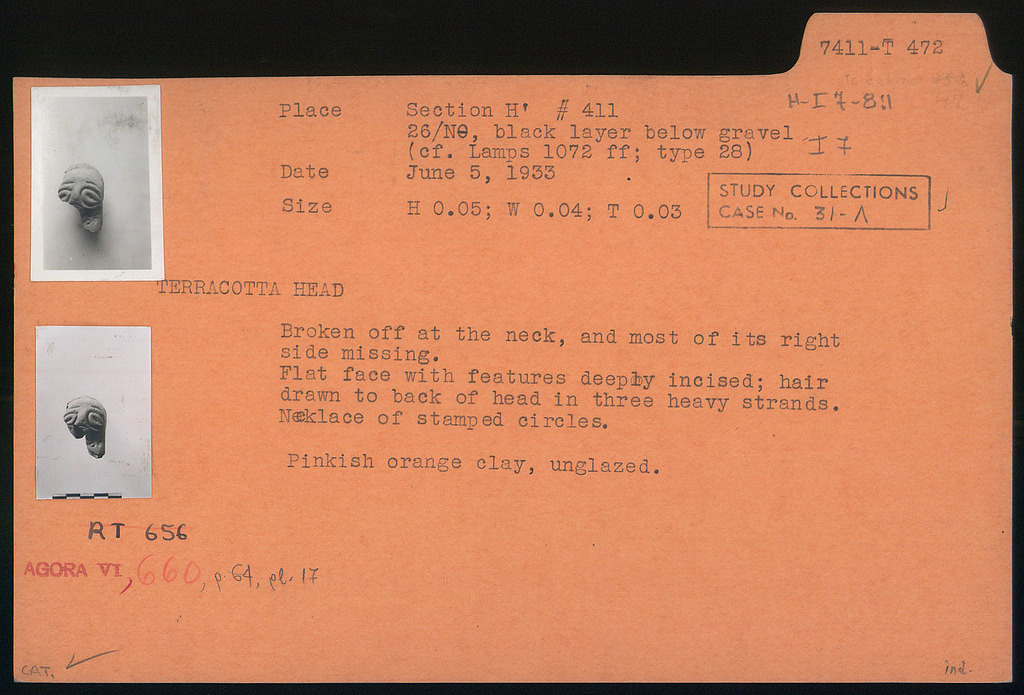 7411-T 472
H-I 7-8:1
I 7
Place Section H' # 411
26/ΝΘ, black layer below gravel
(cf. Lamps 1072 ff; type 28)
Date June 5, 1933
Size H 0.05; W 0.04; T 0.03
STUDY COLLECTIONS
CASE No. 31-Λ
TERRACOTTA HEAD
Broken off at the neck, and most of its right
side missing.
Flat face with features deeply incised; hair
drawn to back of head in three heavy strands.
Necklace of stamped circles.
Pinkish orange clay, unglazed.
RT 656
AGORA VI, 660, p. 64, pl. 17
CAT.
ind.